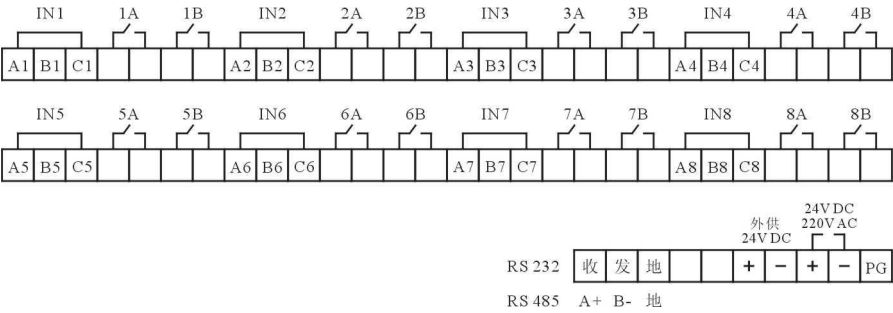 IN1 1A 1B IN2 2A 2B IN3 3A 3B IN4 4A 4B
A1 B1 C1 A2 B2 C2 A3 B3 C3 A4 B4 C4
IN5 5A 5B IN6 6A 6B IN7 7A 7B IN8 8A 8B
A5 B5 C5 A6 B6 C6 A7 B7 C7 A8 B8 C8
24V DC
外供 220V AC
24V DC
RS 232 收 发 地 + − + − PG
RS 485 A+ B- 地